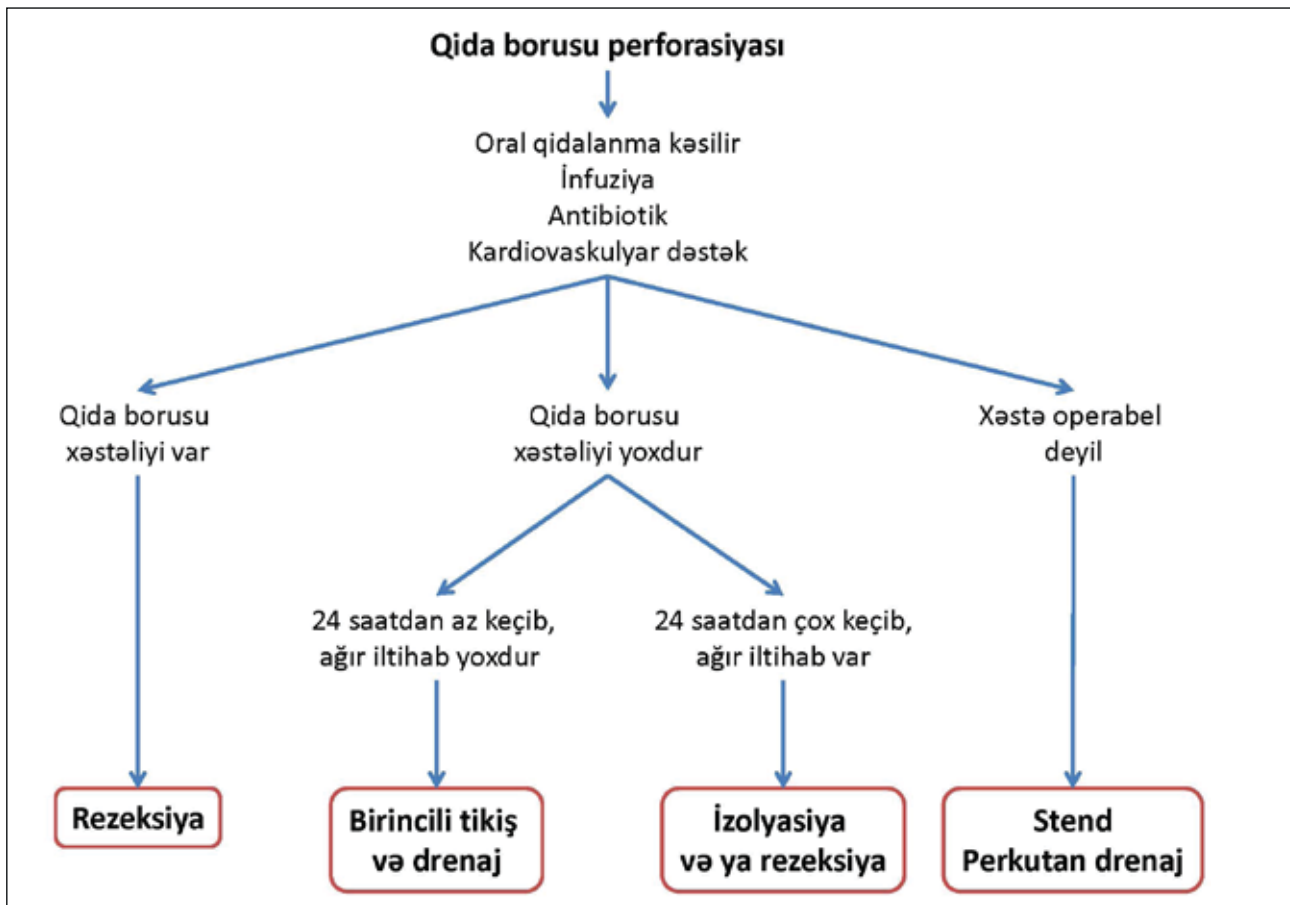 Qida borusu perforasiyası
Oral qidalanma kəsilir
İnfuziya
Antibiotik
Kardiovaskulyar dəstək
Qida borusu
xəstəliyi var
Qida borusu
xəstəliyi yoxdur
Xəstə operabel
deyil
24 saatdan az keçib,
ağır iltihab yoxdur
24 saatdan çox keçib,
ağır iltihab var
Rezeksiya
Birincili tikiş
və drenaj
İzolyasiya
və ya rezeksiya
Stend
Perkutan drenaj